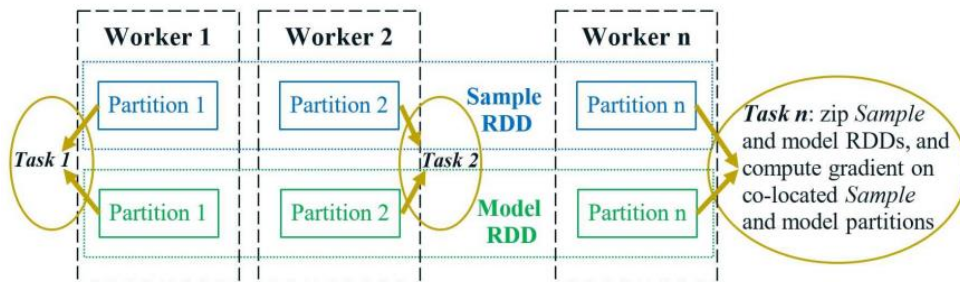 Worker 1
Worker 2
Worker n
Partition 1
Partition 2
Sample
RDD
Partition n
Task 1
Task 2
Task n: zip Sample
and model RDDs, and
compute gradient on
co-located Sample
and model partitions
Partition 1
Partition 2
Model
RDD
Partition n